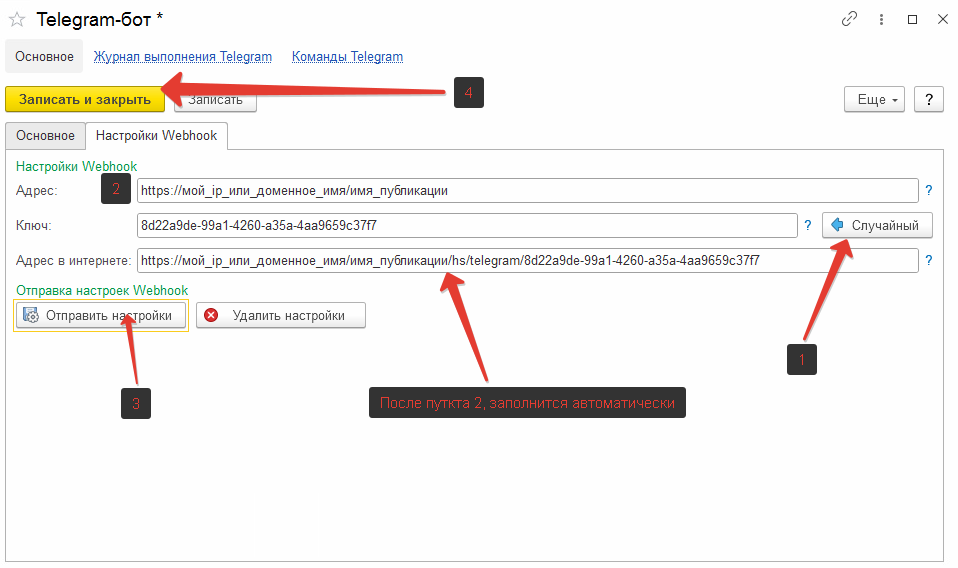 Telegram-бот *
Основное Журнал выполнения Telegram Команды Telegram
Записать и закрыть Записать 4 Еще ?
Основное Настройки Webhook
Настройки Webhook
Адрес: 2 https://мой_ip_или_доменное_имя/имя_публикации ?
Ключ: 8d22a9de-99a1-4260-a35a-4aa9659c37f7 ? Случайный
Адрес в интернете: https://мой_ip_или_доменное_имя/имя_публикации/hs/telegram/8d22a9de-99a1-4260-a35a-4aa9659c37f7 ?
Отправка настроек Webhook
Отправить настройки Удалить настройки
1
3
После путкта 2, заполнится автоматически